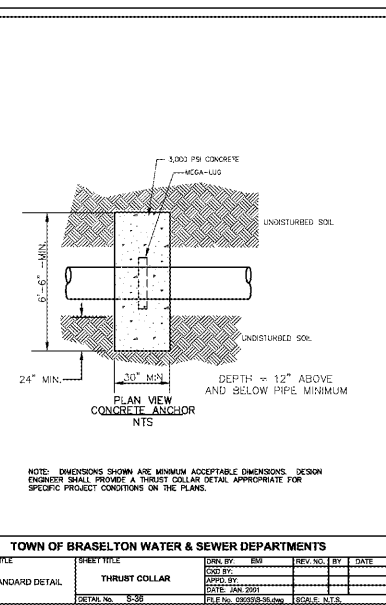 3,000 PSI CONCRETE
MEGA-LUG
UNDISTURBED SOIL
6'-6" -MIN.
UNDISTURBED SOIL
24" MIN.
30" MIN
DEPTH = 12" ABOVE
AND BELOW PIPE MINIMUM
PLAN VIEW
CONCRETE ANCHOR
NTS
NOTE: DIMENSIONS SHOWN ARE MINIMUM ACCEPTABLE DIMENSIONS. DESIGN
ENGINEER SHALL PROVIDE A THRUST COLLAR DETAIL APPROPRIATE FOR
SPECIFIC PROJECT CONDITIONS ON THE PLANS.
TOWN OF BRASELTON WATER & SEWER DEPARTMENTS
TLE
SHEET TITLE
DRN. BY: EMI
REV. NO. BY DATE
CKD BY:
ANDARD DETAIL
THRUST COLLAR
APPD. BY:
DATE: JAN. 2001
DETAIL No. S-36
SCALE: N.T.S.